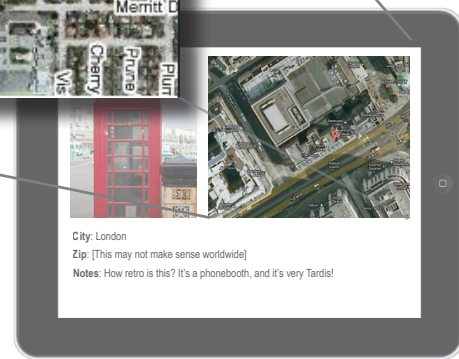 Merritt D
Vis
Cherry
Prune
Plum
City: London
Zip: [This may not make sense worldwide]
Notes: How retro is this? It's a phonebooth, and it's very Tardis!